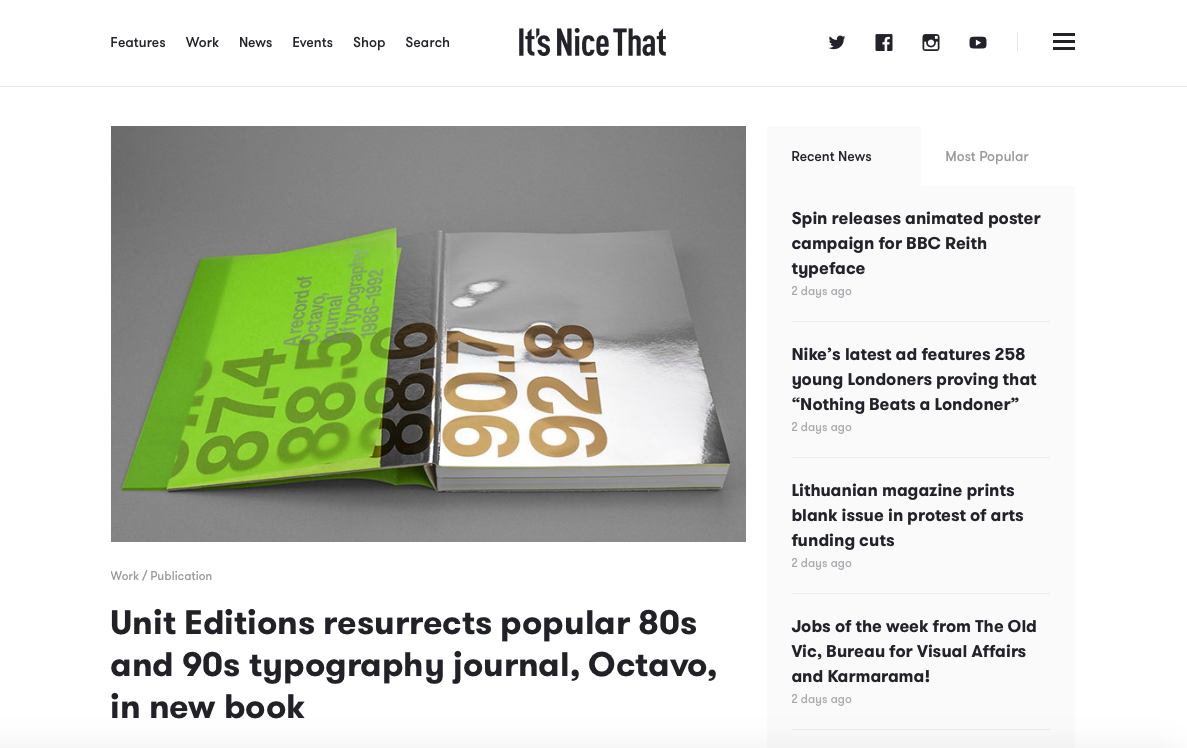 Features Work News Events Shop Search
It's Nice That
Recent News
Most Popular
A record of
Octavo,
journal
of typography
1986–1992
87.4
88.5
88.6
90.7
92.8
Work / Publication
Unit Editions resurrects popular 80s
and 90s typography journal, Octavo,
in new book
Spin releases animated poster
campaign for BBC Reith
typeface
2 days ago
Nike’s latest ad features 258
young Londoners proving that
“Nothing Beats a Londoner”
2 days ago
Lithuanian magazine prints
blank issue in protest of arts
funding cuts
2 days ago
Jobs of the week from The Old
Vic, Bureau for Visual Affairs
and Karmarama!
2 days ago